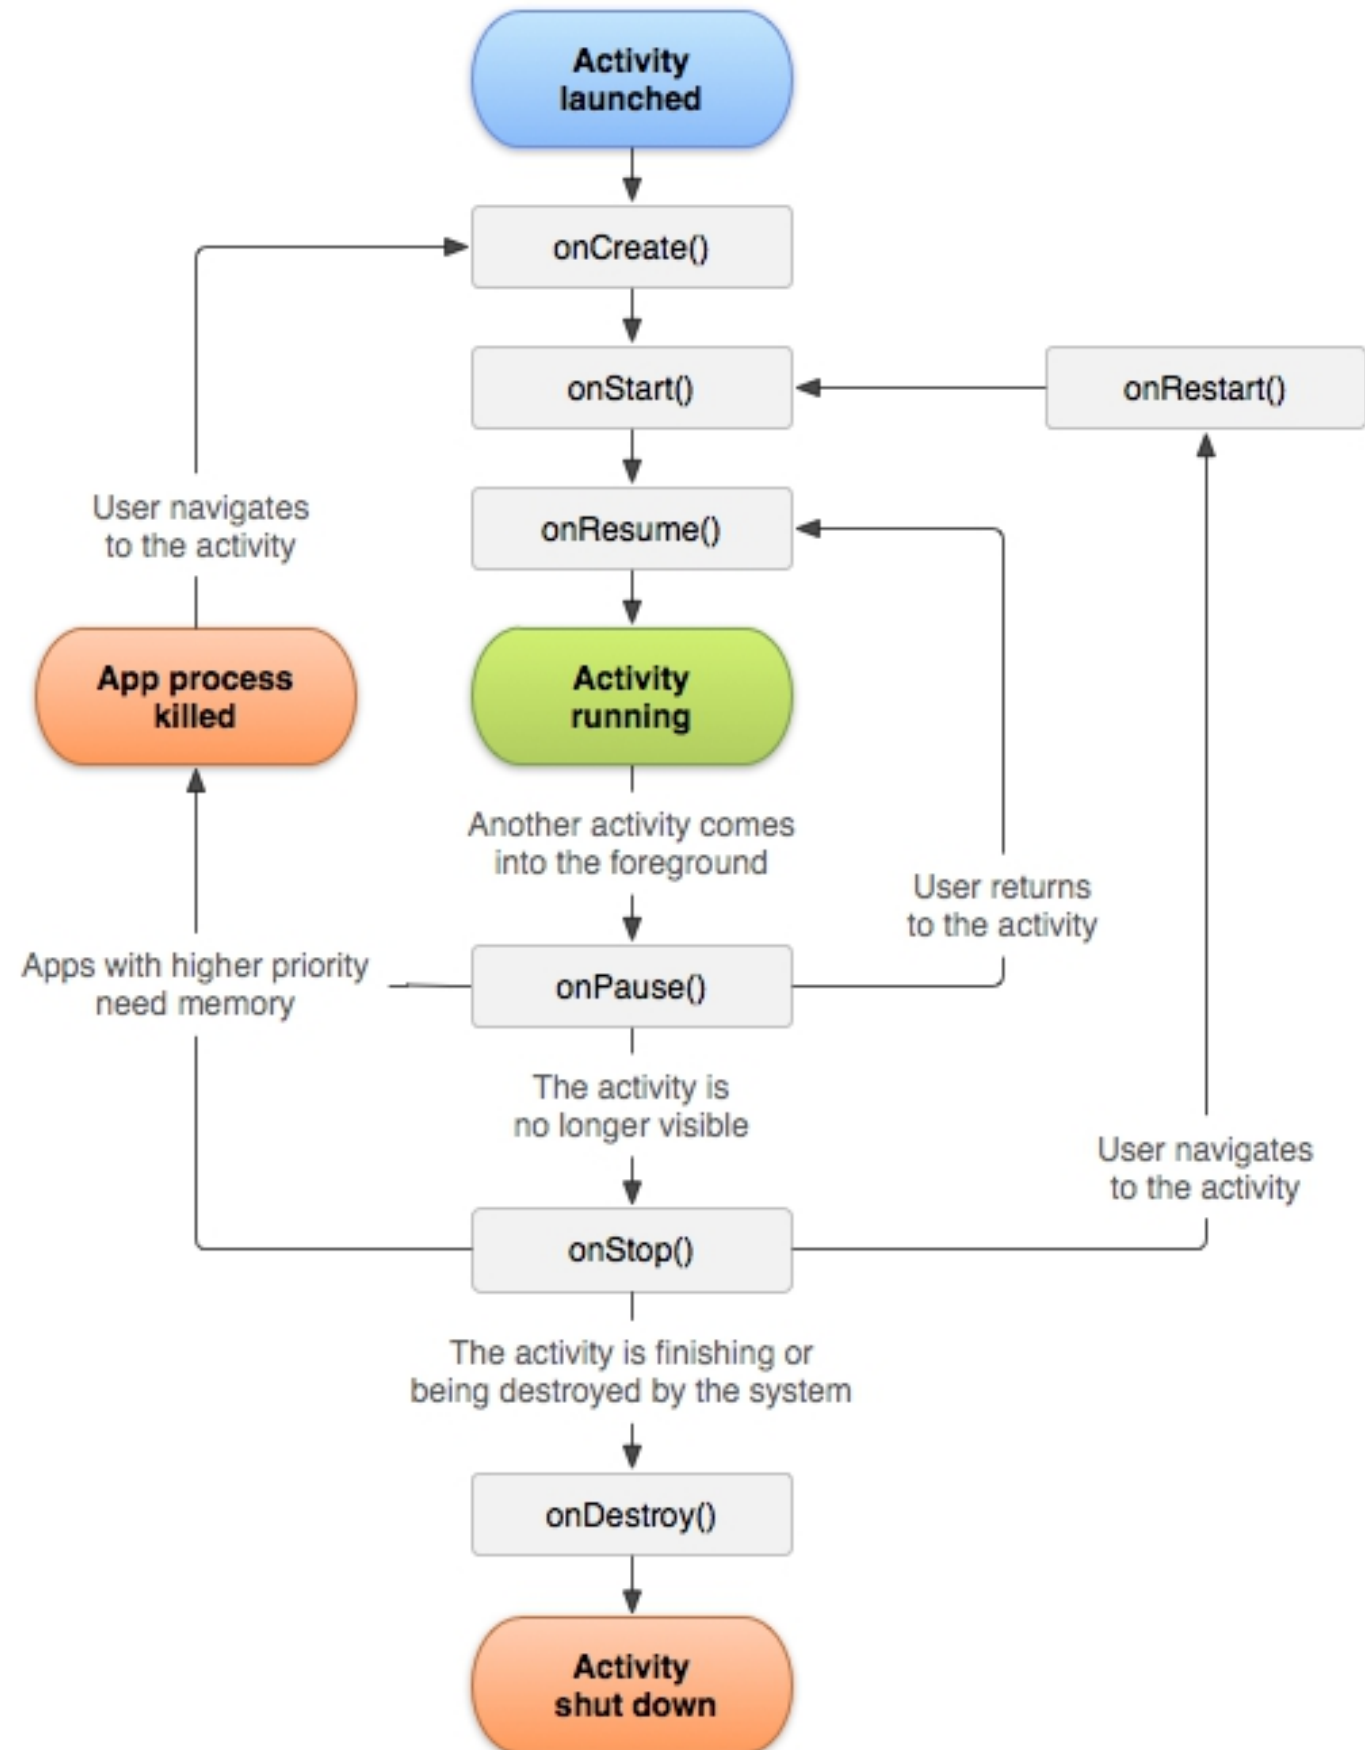 Activity
launched
onCreate()
onStart()
onRestart()
onResume()
User navigates
to the activity
App process
killed
Activity
running
Another activity comes
into the foreground
User returns
to the activity
Apps with higher priority
need memory
onPause()
The activity is
no longer visible
User navigates
to the activity
onStop()
The activity is finishing or
being destroyed by the system
onDestroy()
Activity
shut down